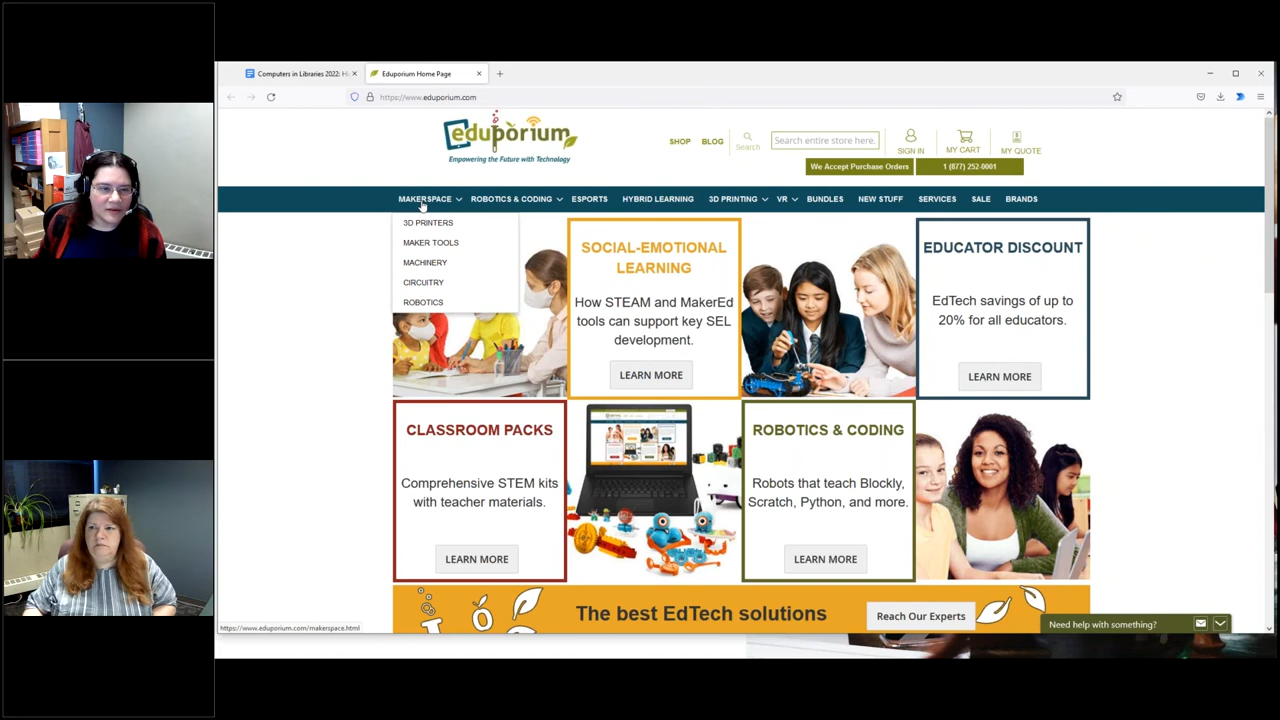 Computers in Libraries 2022: Hi
Eduporium Home Page
https://www.eduporium.com
eduporium
Empowering the Future with Technology
SHOP
BLOG
Search
Search entire store here.
SIGN IN
MY CART
MY QUOTE
We Accept Purchase Orders
1 (877) 252-0001
MAKERSPACE
ROBOTICS & CODING
ESPORTS
HYBRID LEARNING
3D PRINTING
VR
BUNDLES
NEW STUFF
SERVICES
SALE
BRANDS
3D PRINTERS
MAKER TOOLS
MACHINERY
CIRCUITRY
ROBOTICS
SOCIAL-EMOTIONAL
LEARNING
How STEAM and MakerEd
tools can support key SEL
development.
LEARN MORE
EDUCATOR DISCOUNT
EdTech savings of up to
20% for all educators.
LEARN MORE
CLASSROOM PACKS
Comprehensive STEM kits
with teacher materials.
LEARN MORE
ROBOTICS & CODING
Robots that teach Blockly,
Scratch, Python, and more.
LEARN MORE
The best EdTech solutions
Reach Our Experts
Need help with something?
https://www.eduporium.com/makerspace.html